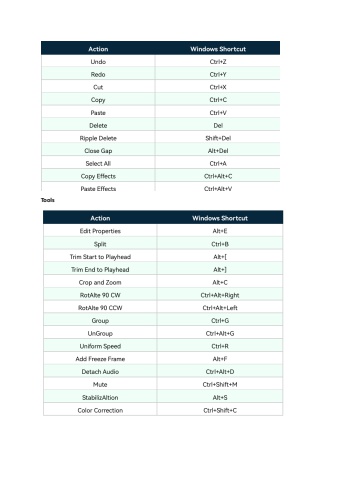 Action Windows Shortcut
Undo Ctrl+Z
Redo Ctrl+Y
Cut Ctrl+X
Copy Ctrl+C
Paste Ctrl+V
Delete Del
Ripple Delete Shift+Del
Close Gap Alt+Del
Select All Ctrl+A
Copy Effects Ctrl+Alt+C
Paste Effects Ctrl+Alt+V
Tools
Action Windows Shortcut
Edit Properties Alt+E
Split Ctrl+B
Trim Start to Playhead Alt+[
Trim End to Playhead Alt+]
Crop and Zoom Alt+C
RotAlte 90 CW Ctrl+Alt+Right
RotAlte 90 CCW Ctrl+Alt+Left
Group Ctrl+G
UnGroup Ctrl+Alt+G
Uniform Speed Ctrl+R
Add Freeze Frame Alt+F
Detach Audio Ctrl+Alt+D
Mute Ctrl+Shift+M
StabilizAltion Alt+S
Color Correction Ctrl+Shift+C